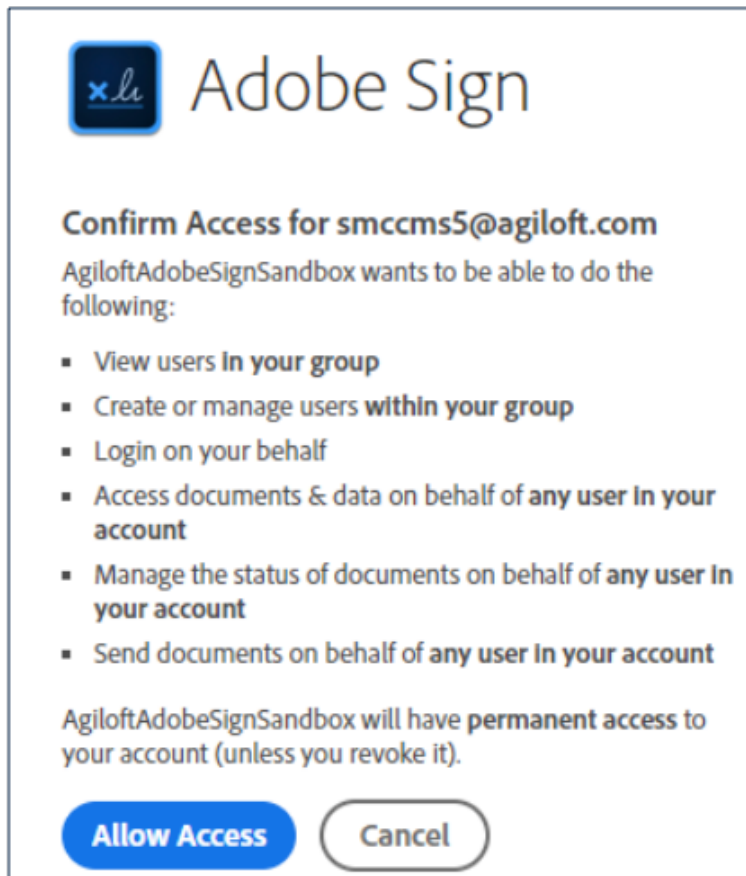 Adobe Sign
Confirm Access for smccms5@agiloft.com
AgiloftAdobeSignSandbox wants to be able to do the
following:
▪ View users in your group
▪ Create or manage users within your group
▪ Login on your behalf
▪ Access documents & data on behalf of any user in your
account
▪ Manage the status of documents on behalf of any user in
your account
▪ Send documents on behalf of any user in your account
AgiloftAdobeSignSandbox will have permanent access to
your account (unless you revoke it).
Allow Access Cancel